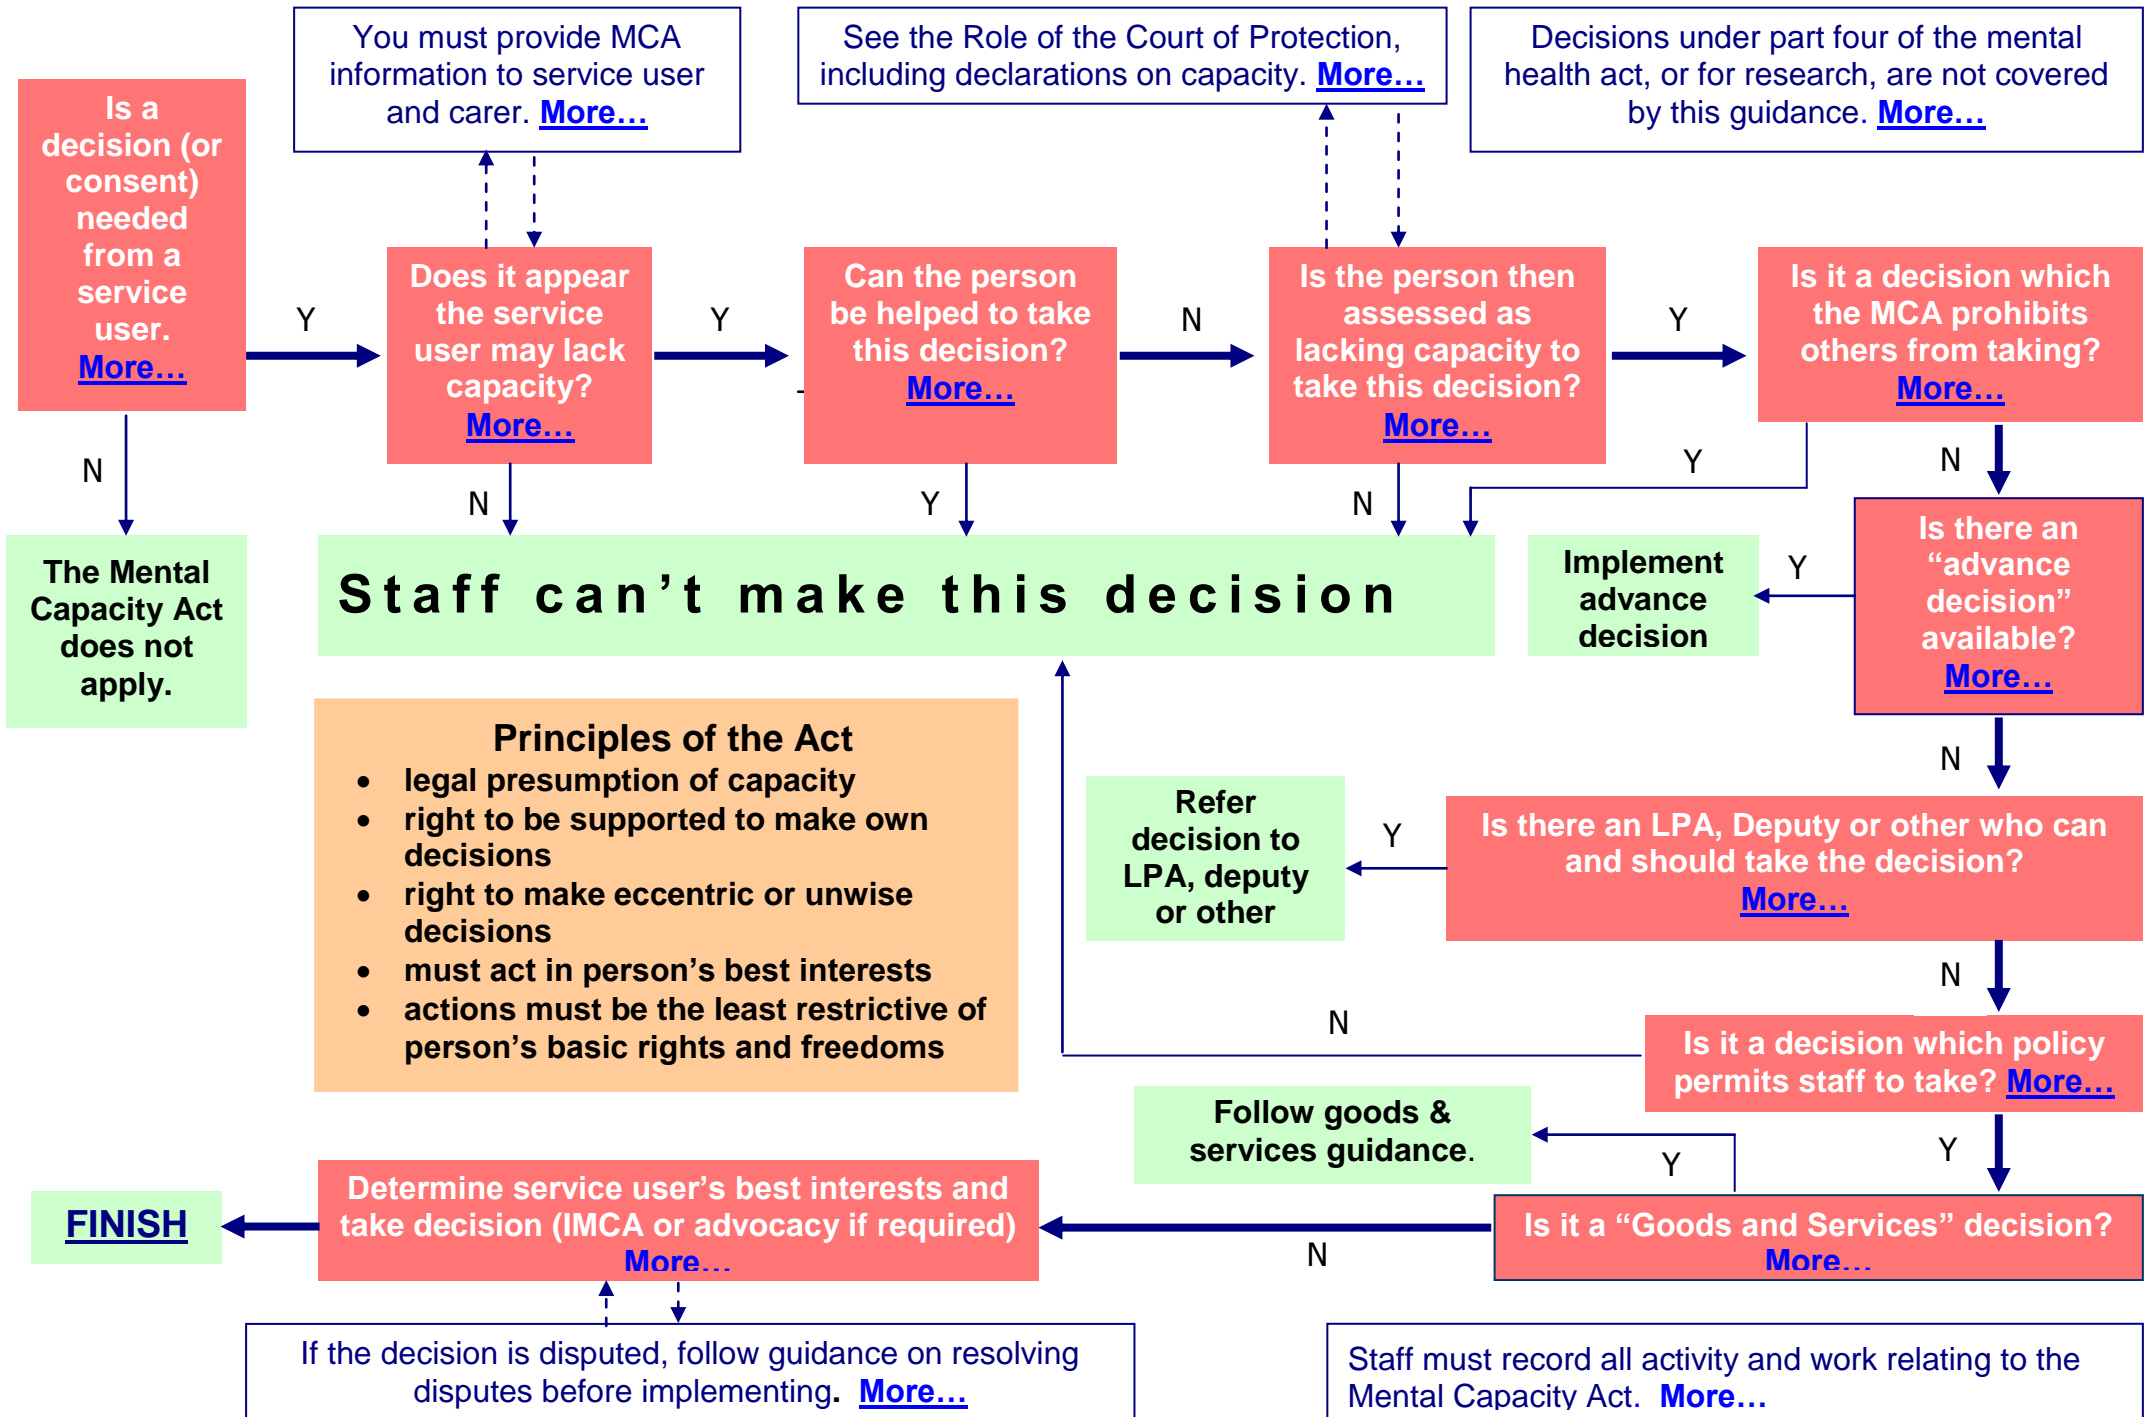 You must provide MCA
information to service user
and carer. More…
See the Role of the Court of Protection,
including declarations on capacity. More…
Decisions under part four of the mental
health act, or for research, are not covered
by this guidance. More…
Is a
decision (or
consent)
needed
from a
service
user.
More…
Y
N
Does it appear
the service
user may lack
capacity?
More…
Y
N
Can the person
be helped to take
this decision?
More…
N
Y
Is the person then
assessed as
lacking capacity to
take this decision?
More…
Y
N
Is it a decision which
the MCA prohibits
others from taking?
More…
Y
N
The Mental
Capacity Act
does not
apply.
Staff can’t make this decision
Implement
advance
decision
Y
Is there an
“advance
decision”
available?
More…
N
Principles of the Act
• legal presumption of capacity
• right to be supported to make own
decisions
• right to make eccentric or unwise
decisions
• must act in person’s best interests
• actions must be the least restrictive of
person’s basic rights and freedoms
Refer
decision to
LPA, deputy
or other
Y
Is there an LPA, Deputy or other who can
and should take the decision?
More…
N
N
Is it a decision which policy
permits staff to take? More…
Follow goods &
services guidance.
Y
Y
FINISH
Determine service user’s best interests and
take decision (IMCA or advocacy if required)
More…
N
Is it a “Goods and Services” decision?
More…
If the decision is disputed, follow guidance on resolving
disputes before implementing. More…
Staff must record all activity and work relating to the
Mental Capacity Act. More…